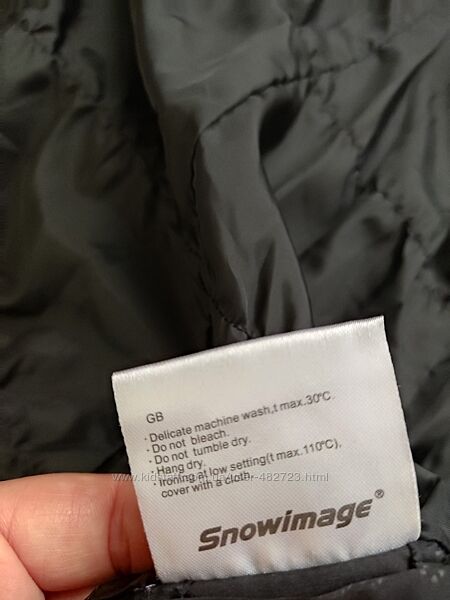 GB
· Delicate machine wash,t max.30°C
· Do not bleach.
· Do not tumble dry.
· Hang dry.
· Ironing at low setting(t max.110°C),
cover with a cloth.
Snowimage®